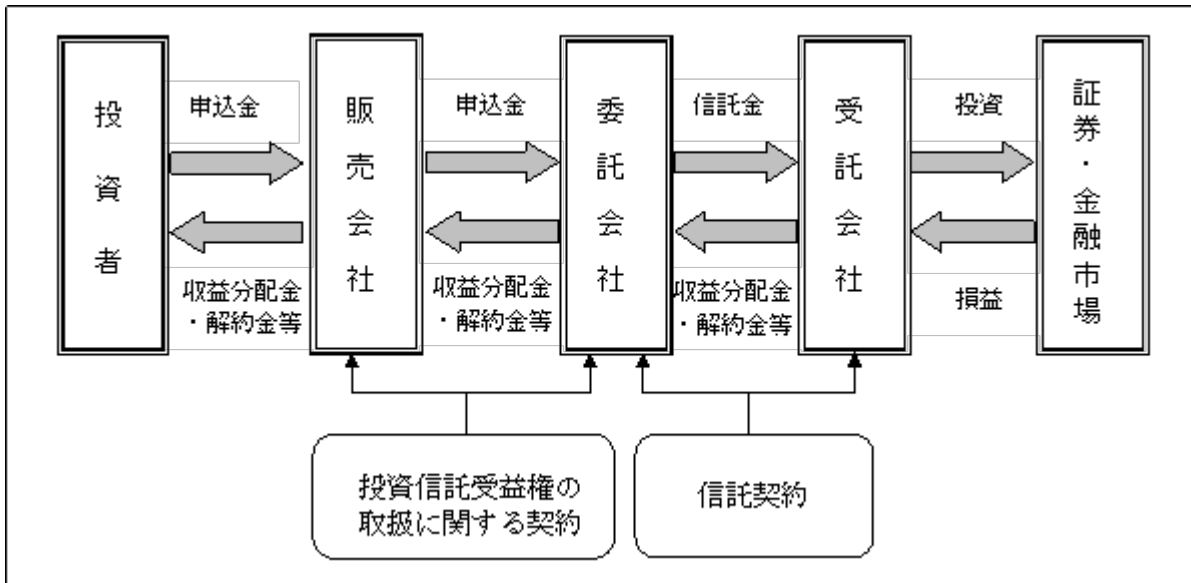 投資者
申込金
収益分配金
・解約金等
販売会社
申込金
収益分配金
・解約金等
委託会社
信託金
収益分配金
・解約金等
受託会社
投資
損益
証券・金融市場
投資信託受益権の
取扱に関する契約
信託契約